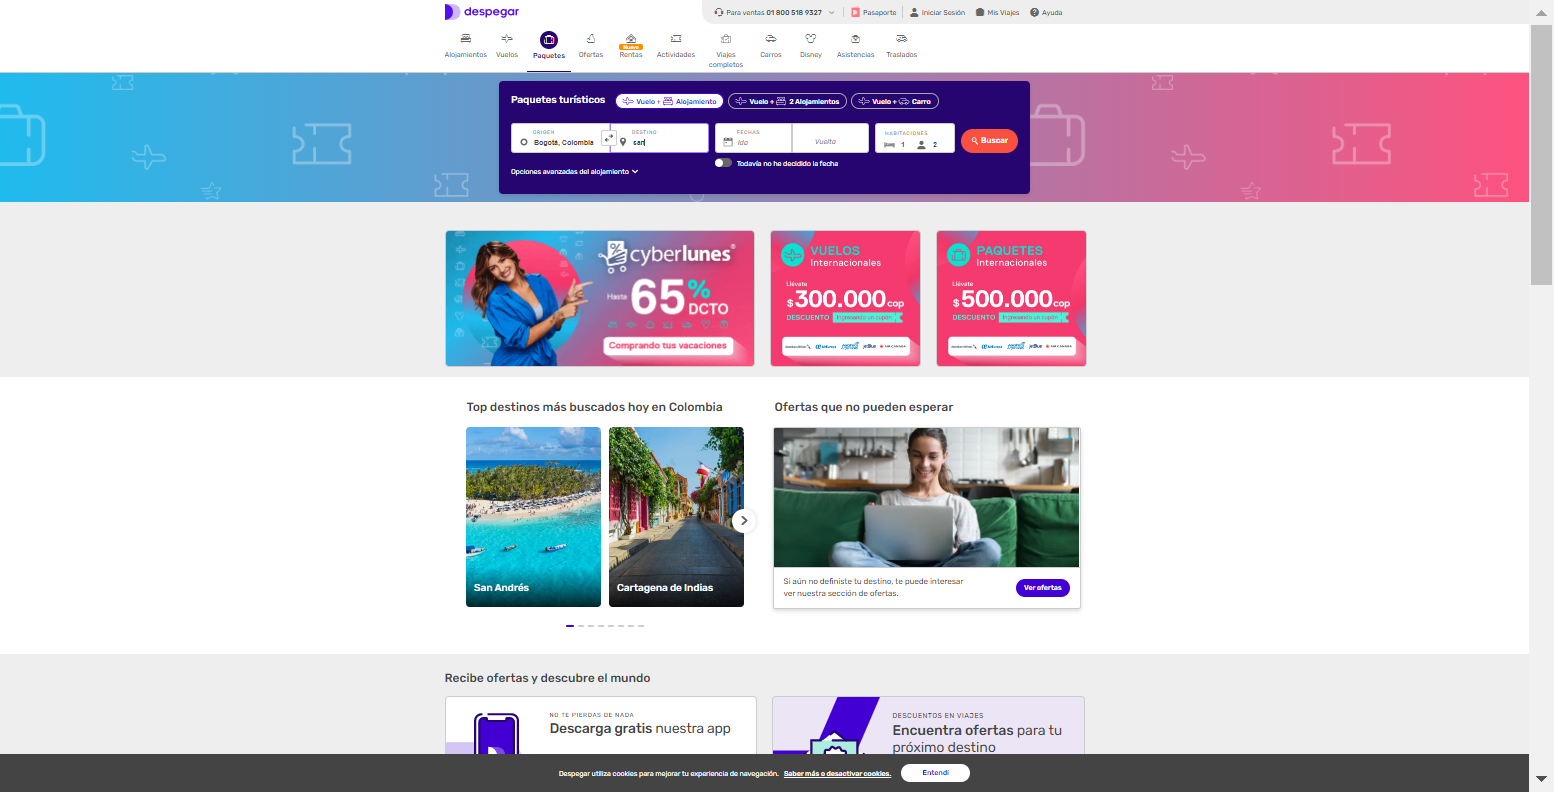 despegar
Para ventas 01 800 518 9327
Pasaporte
Iniciar Sesión
Mis Viajes
Ayuda
Alojamientos
Vuelos
Paquetes
Ofertas
Nuevo
Rentas
Actividades
Viajes
completos
Carros
Disney
Asistencias
Traslados
Paquetes turísticos
Vuelo + Alojamiento
Vuelo + 2 Alojamientos
Vuelo + Carro
ORIGEN
Bogotá, Colombia
DESTINO
san
FECHAS
Ida
Vuelta
HABITACIONES
1
2
Buscar
Todavía no he decidido la fecha
Opciones avanzadas del alojamiento
cyberlunes®
Hasta 65% DCTO
Comprando tus vacaciones
VUELOS
Internacionales
Llévate
$300.000 cop
DESCUENTO Ingresando un cupón
PAQUETES
Internacionales
Llévate
$500.000 cop
DESCUENTO Ingresando un cupón
jetBlue AIR CANADA
jetBlue AIR CANADA
Top destinos más buscados hoy en Colombia
San Andrés
Cartagena de Indias
Ofertas que no pueden esperar
Si aún no definiste tu destino, te puede interesar
ver nuestra sección de ofertas.
Ver ofertas
Recibe ofertas y descubre el mundo
NO TE PIERDAS DE NADA
Descarga gratis nuestra app
DESCUENTOS EN VIAJES
Encuentra ofertas para tu
próximo destino
Despegar utiliza cookies para mejorar tu experiencia de navegación. Saber más o desactivar cookies.
Entendí